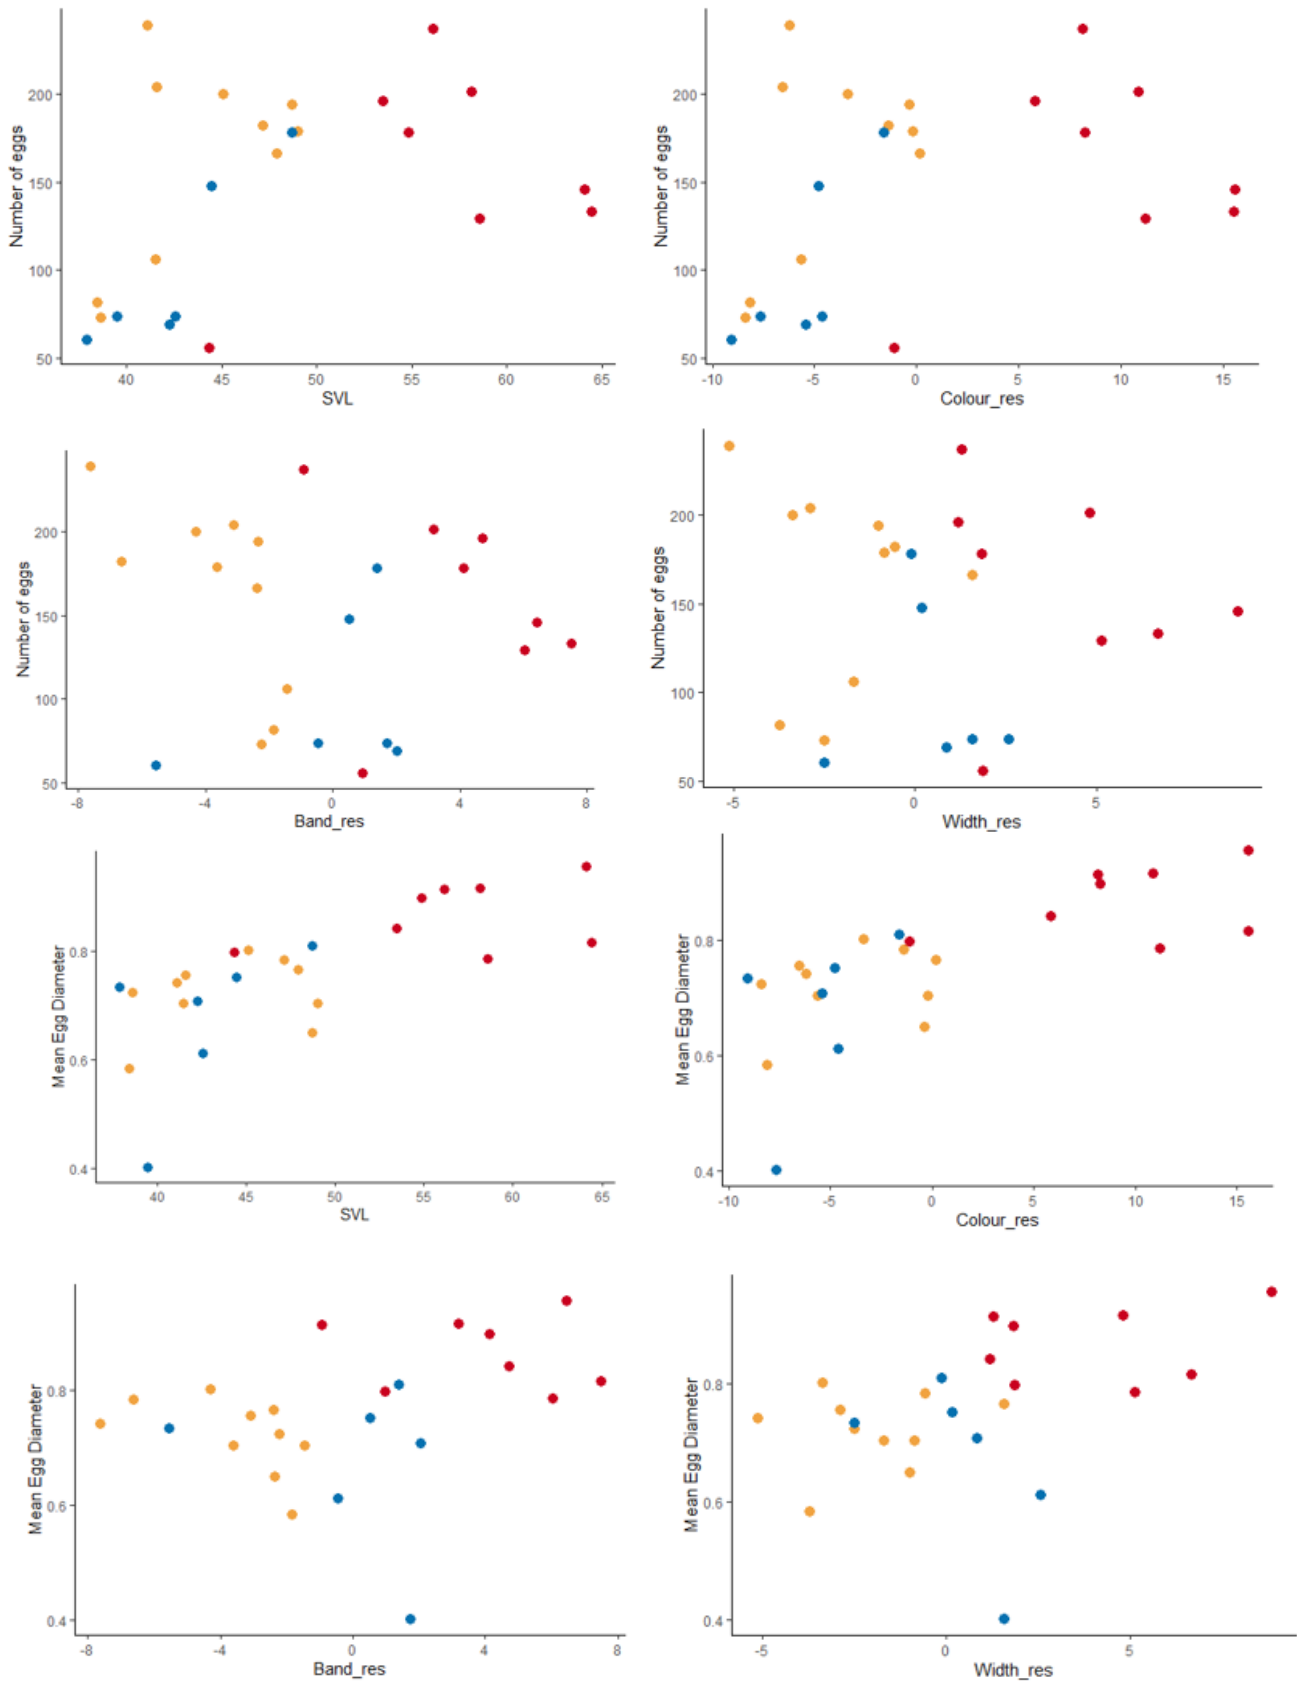 Number of eggs
200
150
100
50
40 45 50 55 60 65
SVL
Number of eggs
200
150
100
50
-10 -5 0 5 10 15
Colour_res
Number of eggs
200
150
100
50
-8 -4 0 4 8
Band_res
Number of eggs
200
150
100
50
-5 0 5
Width_res
Mean Egg Diameter
0.8
0.6
0.4
40 45 50 55 60 65
SVL
Mean Egg Diameter
0.8
0.6
0.4
-10 -5 0 5 10 15
Colour_res
Mean Egg Diameter
0.8
0.6
0.4
-8 -4 0 4 8
Band_res
Mean Egg Diameter
0.8
0.6
0.4
-5 0 5
Width_res